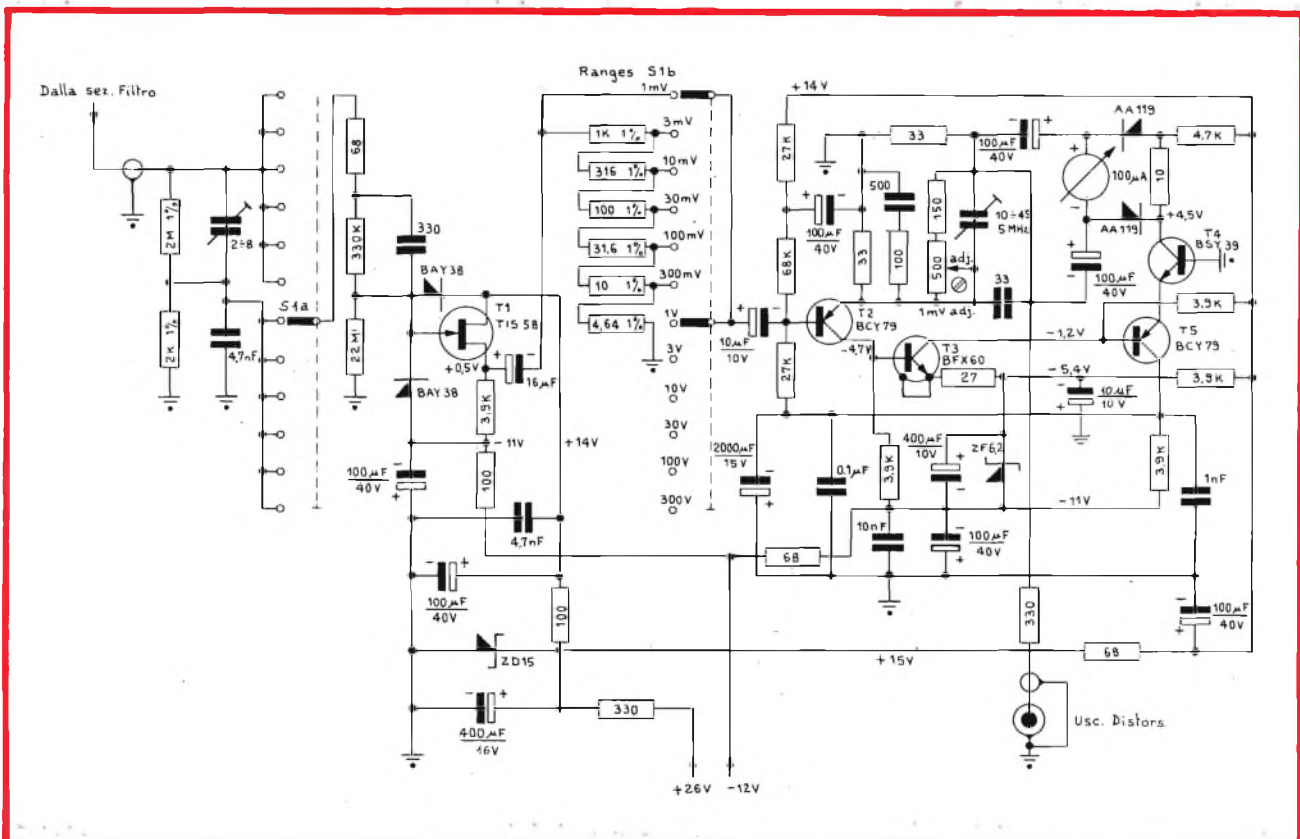 Ranges S1b
Dalla sez. Filtro
1mV
3mV
10mV
30mV
100mV
300mV
1V
3V
10V
30V
100V
300V
1K 1%
316 1%
100 1%
31,6 1%
10 1%
4,64 1%
2M 1%
2K 1%
2÷8
4,7nF
S1a
68
330K
22M
330
BAY38
T1
TIS 58
+0,5V
BAY38
16µF
3,9K
-11V
100
+14V
100µF
40V
4,7nF
100µF
40V
100
ZD15
400µF
16V
330
+26V
-12V
+14V
27K
68K
27K
10µF
10V
100µF
40V
33
33
500
100
150
500
10÷45
5MHz
adj.
33
1mV adj.
100µF
40V
AA119
4,7K
100µA
10
AA119
+4,5V
T4
BSY39
100µF
40V
3,9K
T2
BCY79
-4,7V
T3
BFX60
27
-1,2V
T5
BCY79
-5,4V
10µF
10V
3,9K
2000µF
15V
0,1µF
3,9K
400µF
10V
ZF6,2
3,9K
1nF
-11V
10nF
100µF
40V
68
330
100µF
40V
+15V
68
Usc. Distors.